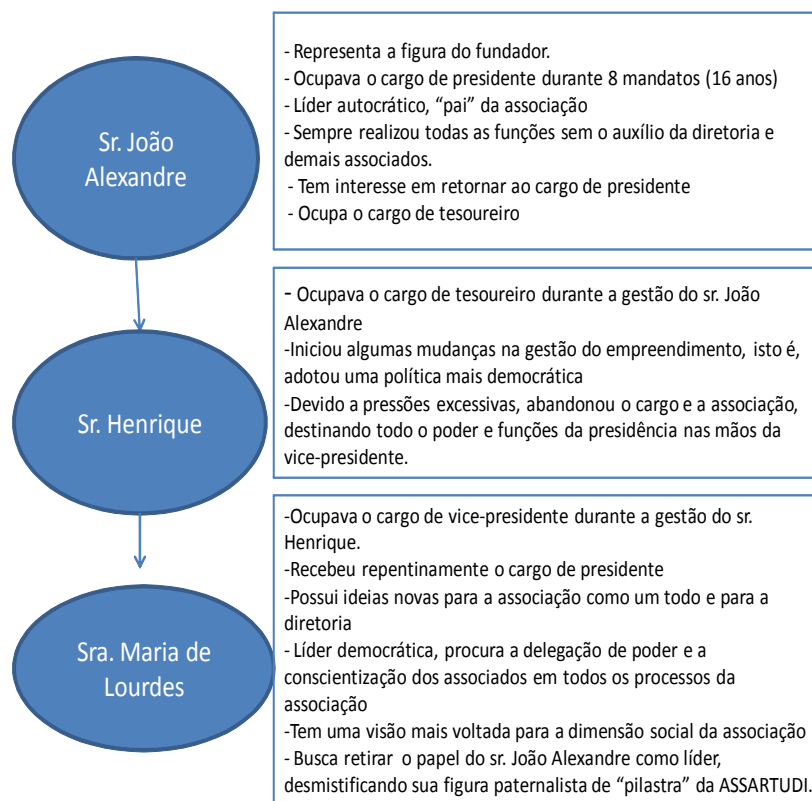 Sr. João
Alexandre
- Representa a figura do fundador.
- Ocupava o cargo de presidente durante 8 mandatos (16 anos)
- Líder autocrático, “pai” da associação
- Sempre realizou todas as funções sem o auxílio da diretoria e
demais associados.
- Tem interesse em retornar ao cargo de presidente
- Ocupa o cargo de tesoureiro
Sr. Henrique
- Ocupava o cargo de tesoureiro durante a gestão do sr. João
Alexandre
-Iniciou algumas mudanças na gestão do empreendimento, isto é,
adotou uma política mais democrática
-Devido a pressões excessivas, abandonou o cargo e a associação,
destinando todo o poder e funções da presidência nas mãos da
vice-presidente.
Sra. Maria de
Lourdes
-Ocupava o cargo de vice-presidente durante a gestão do sr.
Henrique.
-Recebeu repentinamente o cargo de presidente
-Possui ideias novas para a associação como um todo e para a
diretoria
- Líder democrática, procura a delegação de poder e a
conscientização dos associados em todos os processos da
associação
-Tem uma visão mais voltada para a dimensão social da associação
- Busca retirar o papel do sr. João Alexandre como líder,
desmistificando sua figura paternalista de “pilastra” da ASSARTUDI.